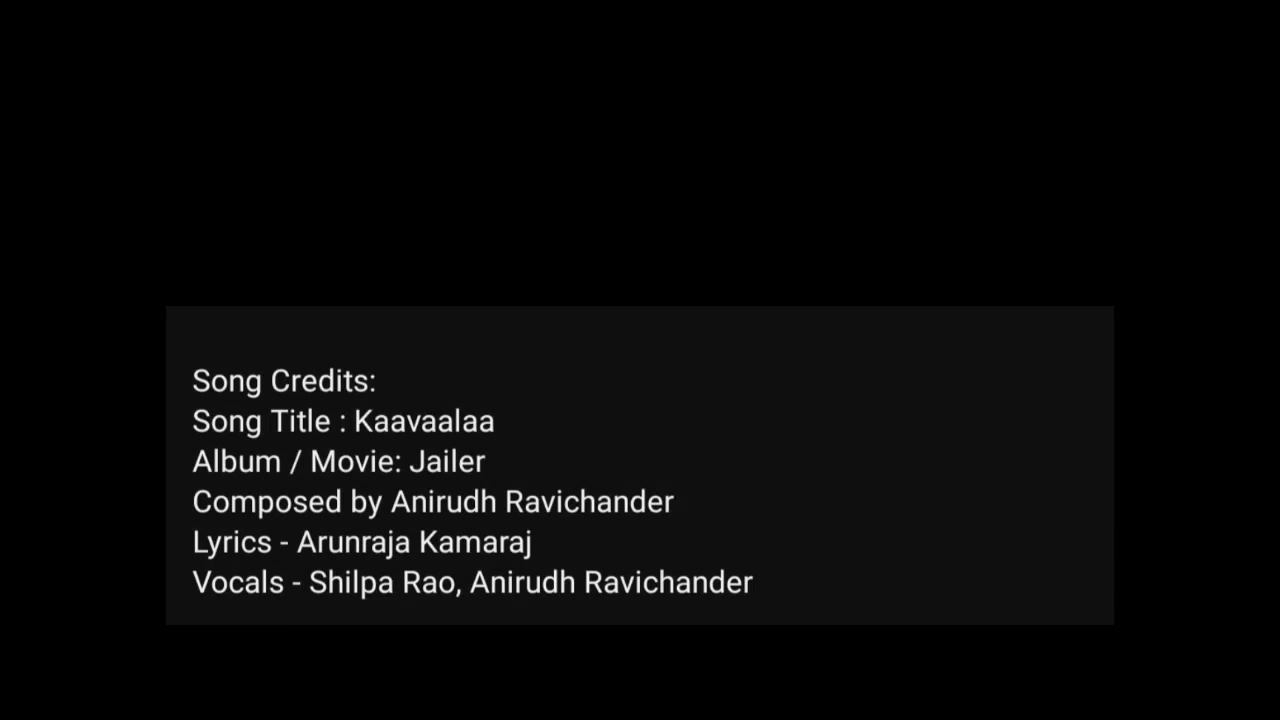 Song Credits:
Song Title : Kaavaalaa
Album / Movie: Jailer
Composed by Anirudh Ravichander
Lyrics - Arunraja Kamaraj
Vocals - Shilpa Rao, Anirudh Ravichander